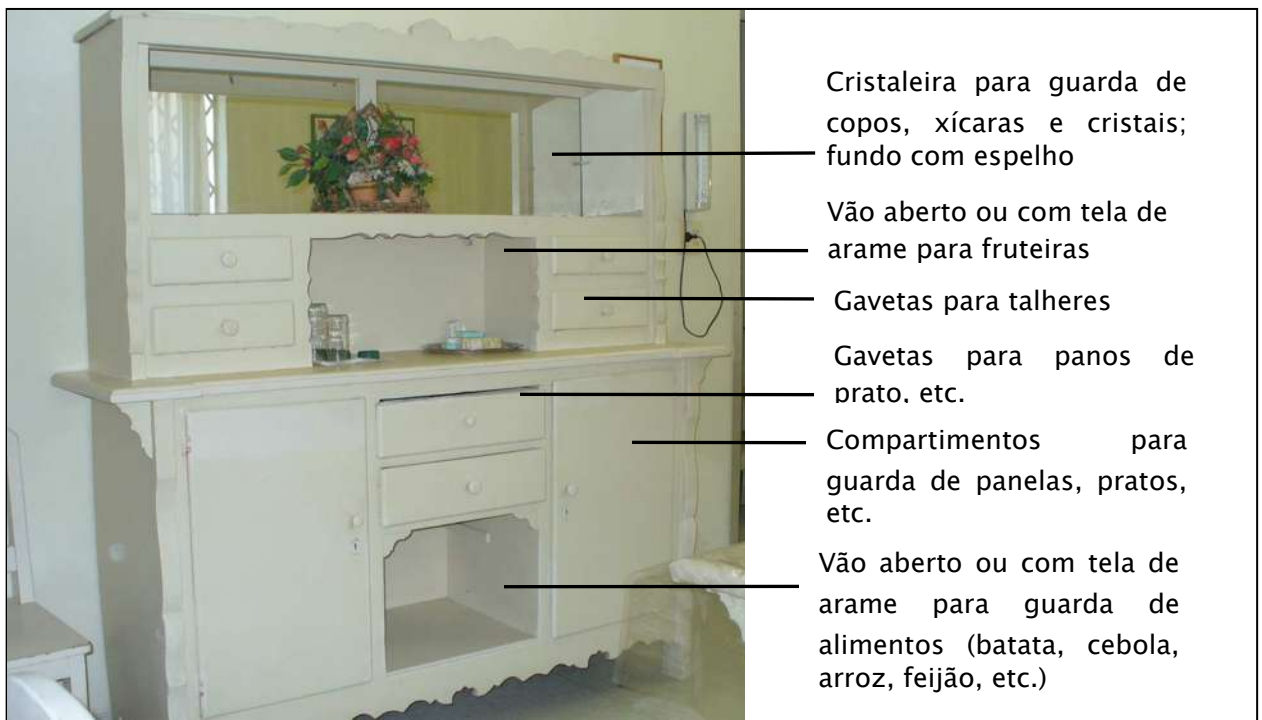 Cristaleira para guarda de
copos, xícaras e cristais;
fundo com espelho
Vão aberto ou com tela de
arame para fruteiras
Gavetas para talheres
Gavetas para panos de
prato, etc.
Compartimentos para
guarda de panelas, pratos,
etc.
Vão aberto ou com tela de
arame para guarda de
alimentos (batata, cebola,
arroz, feijão, etc.)